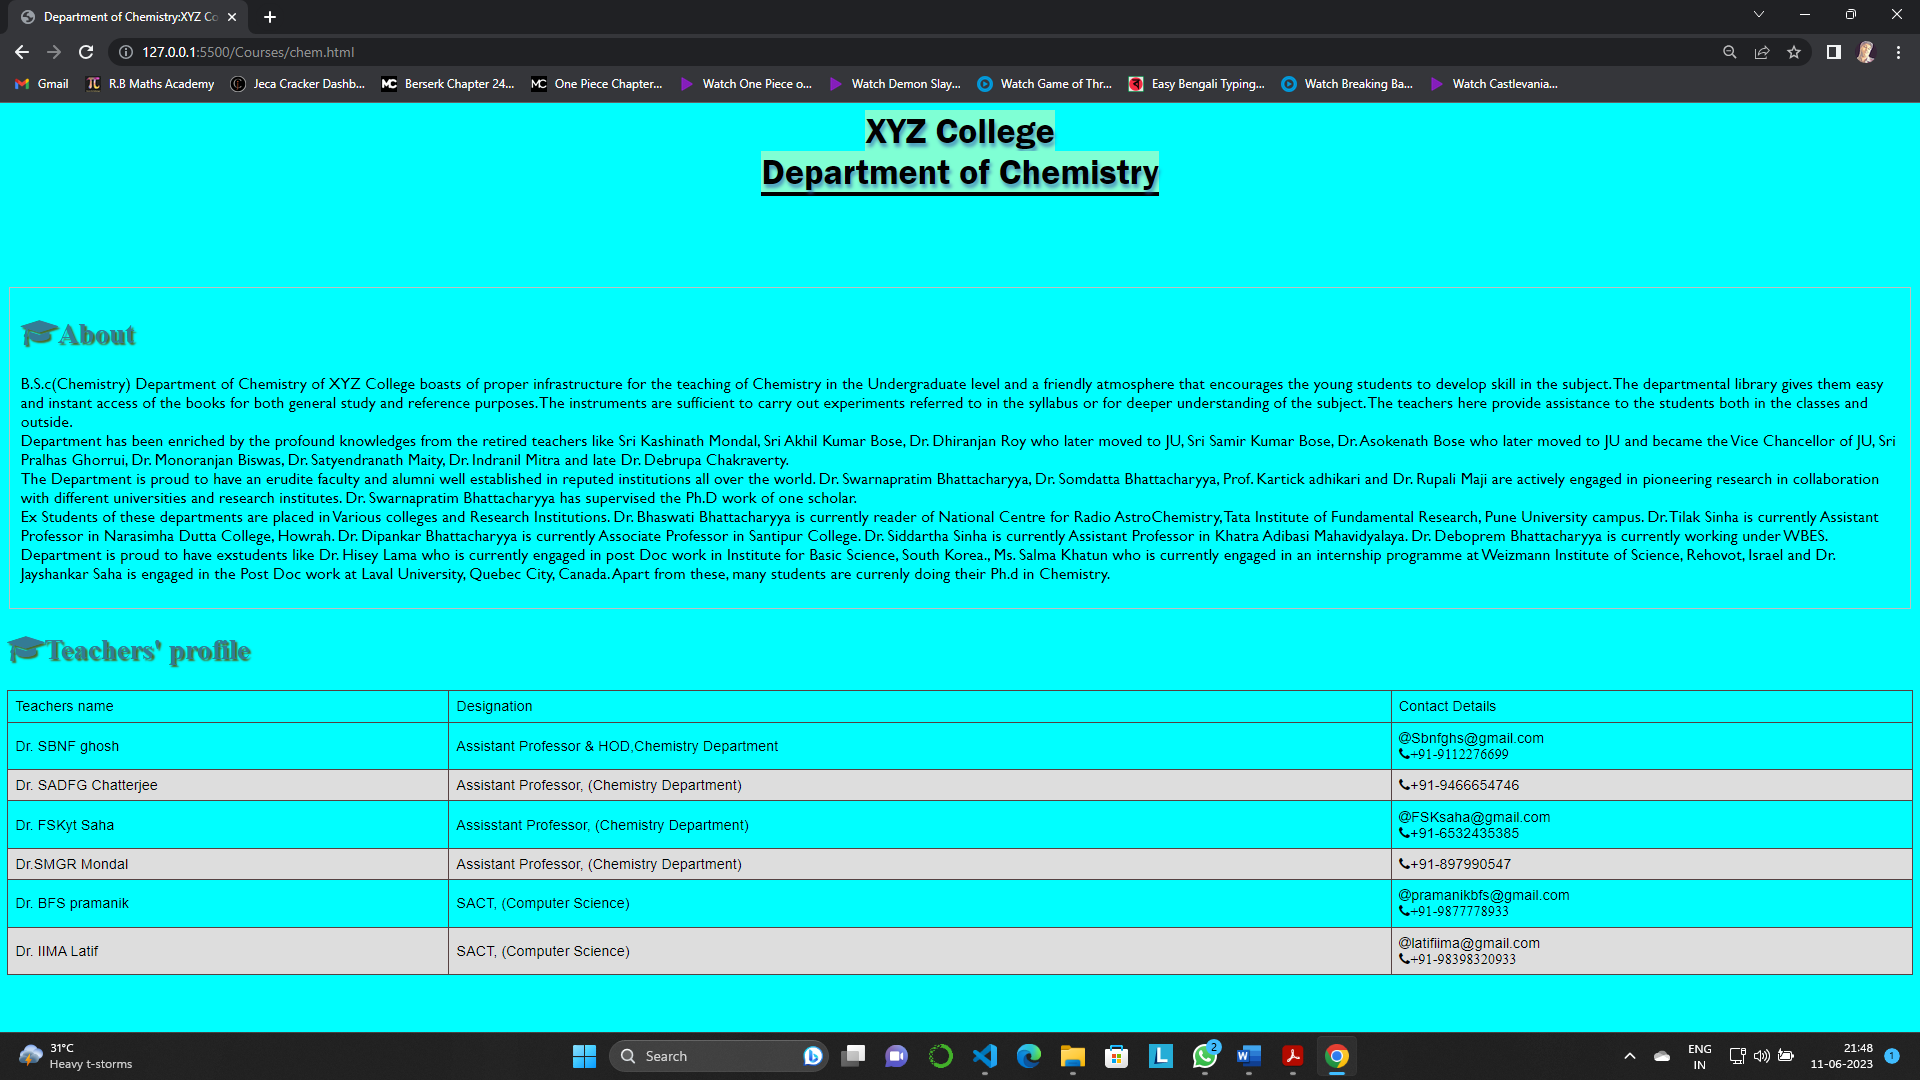 Department of Chemistry:XYZ Co
127.0.0.1:5500/Courses/chem.html
Gmail R.B Maths Academy Jeca Cracker Dashb... MC Berserk Chapter 24... MC One Piece Chapter... Watch One Piece o... Watch Demon Slay... Watch Game of Thr... Easy Bengali Typing... Watch Breaking Ba... Watch Castlevania...
XYZ College
Department of Chemistry
About
B.S.c(Chemistry) Department of Chemistry of XYZ College boasts of proper infrastructure for the teaching of Chemistry in the Undergraduate level and a friendly atmosphere that encourages the young students to develop skill in the subject.The departmental library gives them easy
and instant access of the books for both general study and reference purposes.The instruments are sufficient to carry out experiments referred to in the syllabus or for deeper understanding of the subject.The teachers here provide assistance to the students both in the classes and
outside.
Department has been enriched by the profound knowledges from the retired teachers like Sri Kashinath Mondal, Sri Akhil Kumar Bose, Dr. Dhiranjan Roy who later moved to JU, Sri Samir Kumar Bose, Dr. Asokenath Bose who later moved to JU and became the Vice Chancellor of JU, Sri
Pralhas Ghorrui, Dr. Monoranjan Biswas, Dr. Satyendranath Maity, Dr. Indranil Mitra and late Dr. Debrupa Chakraverty.
The Department is proud to have an erudite faculty and alumni well established in reputed institutions all over the world. Dr. Swarnapratim Bhattacharyya, Dr. Somdatta Bhattacharyya, Prof. Kartick adhikari and Dr. Rupali Maji are actively engaged in pioneering research in collaboration
with different universities and research institutes. Dr. Swarnapratim Bhattacharyya has supervised the Ph.D work of one scholar.
Ex Students of these departments are placed in Various colleges and Research Institutions. Dr. Bhaswati Bhattacharyya is currently reader of National Centre for Radio AstroChemistry, Tata Institute of Fundamental Research, Pune University campus. Dr. Tilak Sinha is currently Assistant
Professor in Narasimha Dutta College, Howrah. Dr. Dipankar Bhattacharyya is currently Associate Professor in Santipur College. Dr. Siddartha Sinha is currently Assistant Professor in Khatra Adibasi Mahavidyalaya. Dr. Deboprem Bhattacharyya is currently working under WBES.
Department is proud to have exstudents like Dr. Hisey Lama who is currently engaged in post Doc work in Institute for Basic Science, South Korea., Ms. Salma Khatun who is currently engaged in an internship programme at Weizmann Institute of Science, Rehovot, Israel and Dr.
Jayshankar Saha is engaged in the Post Doc work at Laval University, Quebec City, Canada. Apart from these, many students are currenly doing their Ph.d in Chemistry.
Teachers' profile
Teachers name Designation Contact Details
Dr. SBNF ghosh Assistant Professor & HOD,Chemistry Department @Sbnfghs@gmail.com
+91-9112276699
Dr. SADFG Chatterjee Assistant Professor, (Chemistry Department) +91-9466654746
Dr. FSKyt Saha Assisstant Professor, (Chemistry Department) @FSKsaha@gmail.com
+91-6532435385
Dr.SMGR Mondal Assistant Professor, (Chemistry Department) +91-897990547
Dr. BFS pramanik SACT, (Computer Science) @pramanikbfs@gmail.com
+91-9877778933
Dr. IIMA Latif SACT, (Computer Science) @latifiima@gmail.com
+91-98398320933
31°C
Heavy t-storms
Search
2
ENG
IN
21:48
11-06-2023
1